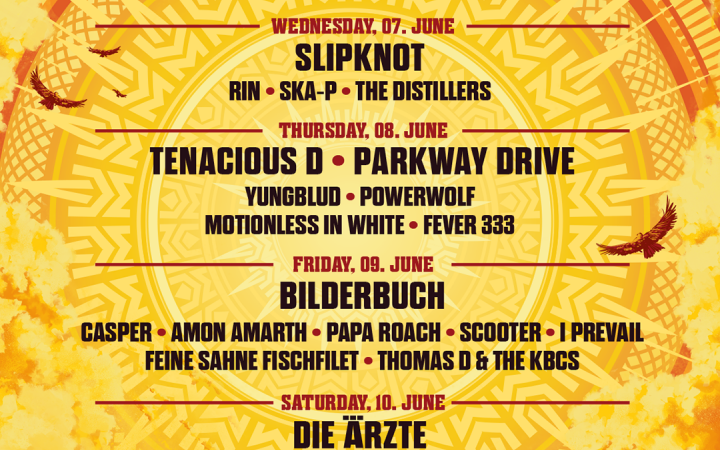 WEDNESDAY, 07. JUNE
SLIPKNOT
RIN • SKA-P • THE DISTILLERS
THURSDAY, 08. JUNE
TENACIOUS D • PARKWAY DRIVE
YUNGBLUD • POWERWOLF
MOTIONLESS IN WHITE • FEVER 333
FRIDAY, 09. JUNE
BILDERBUCH
CASPER • AMON AMARTH • PAPA ROACH • SCOOTER • I PREVAIL
FEINE SAHNE FISCHFILET • THOMAS D & THE KBCS
SATURDAY, 10. JUNE
DIE ÄRZTE